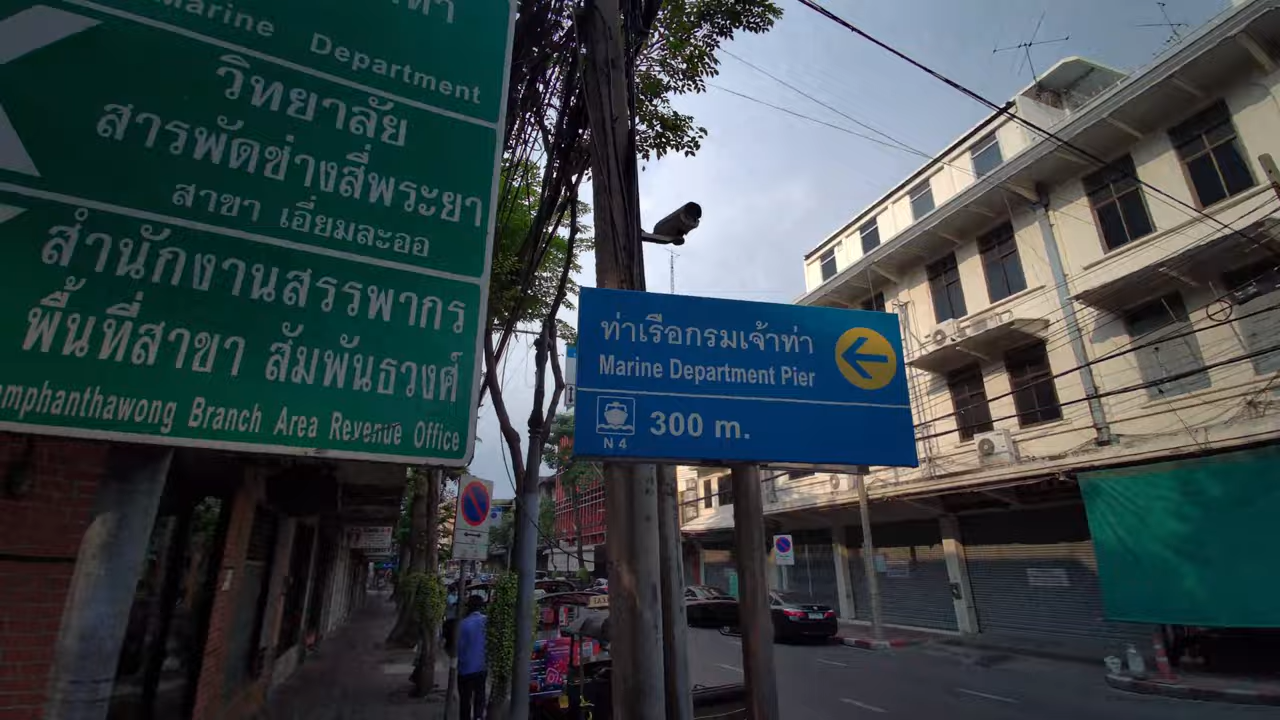 Marine Department
วิทยาลัย
สารพัดช่างสี่พระยา
สาขา เอี่ยมละออ
สำนักงานสรรพากร
พื้นที่สาขา สัมพันธวงศ์
amphanthawong Branch Area Revenue Office
ท่าเรือกรมเจ้าท่า
Marine Department Pier
N 4
300 m.